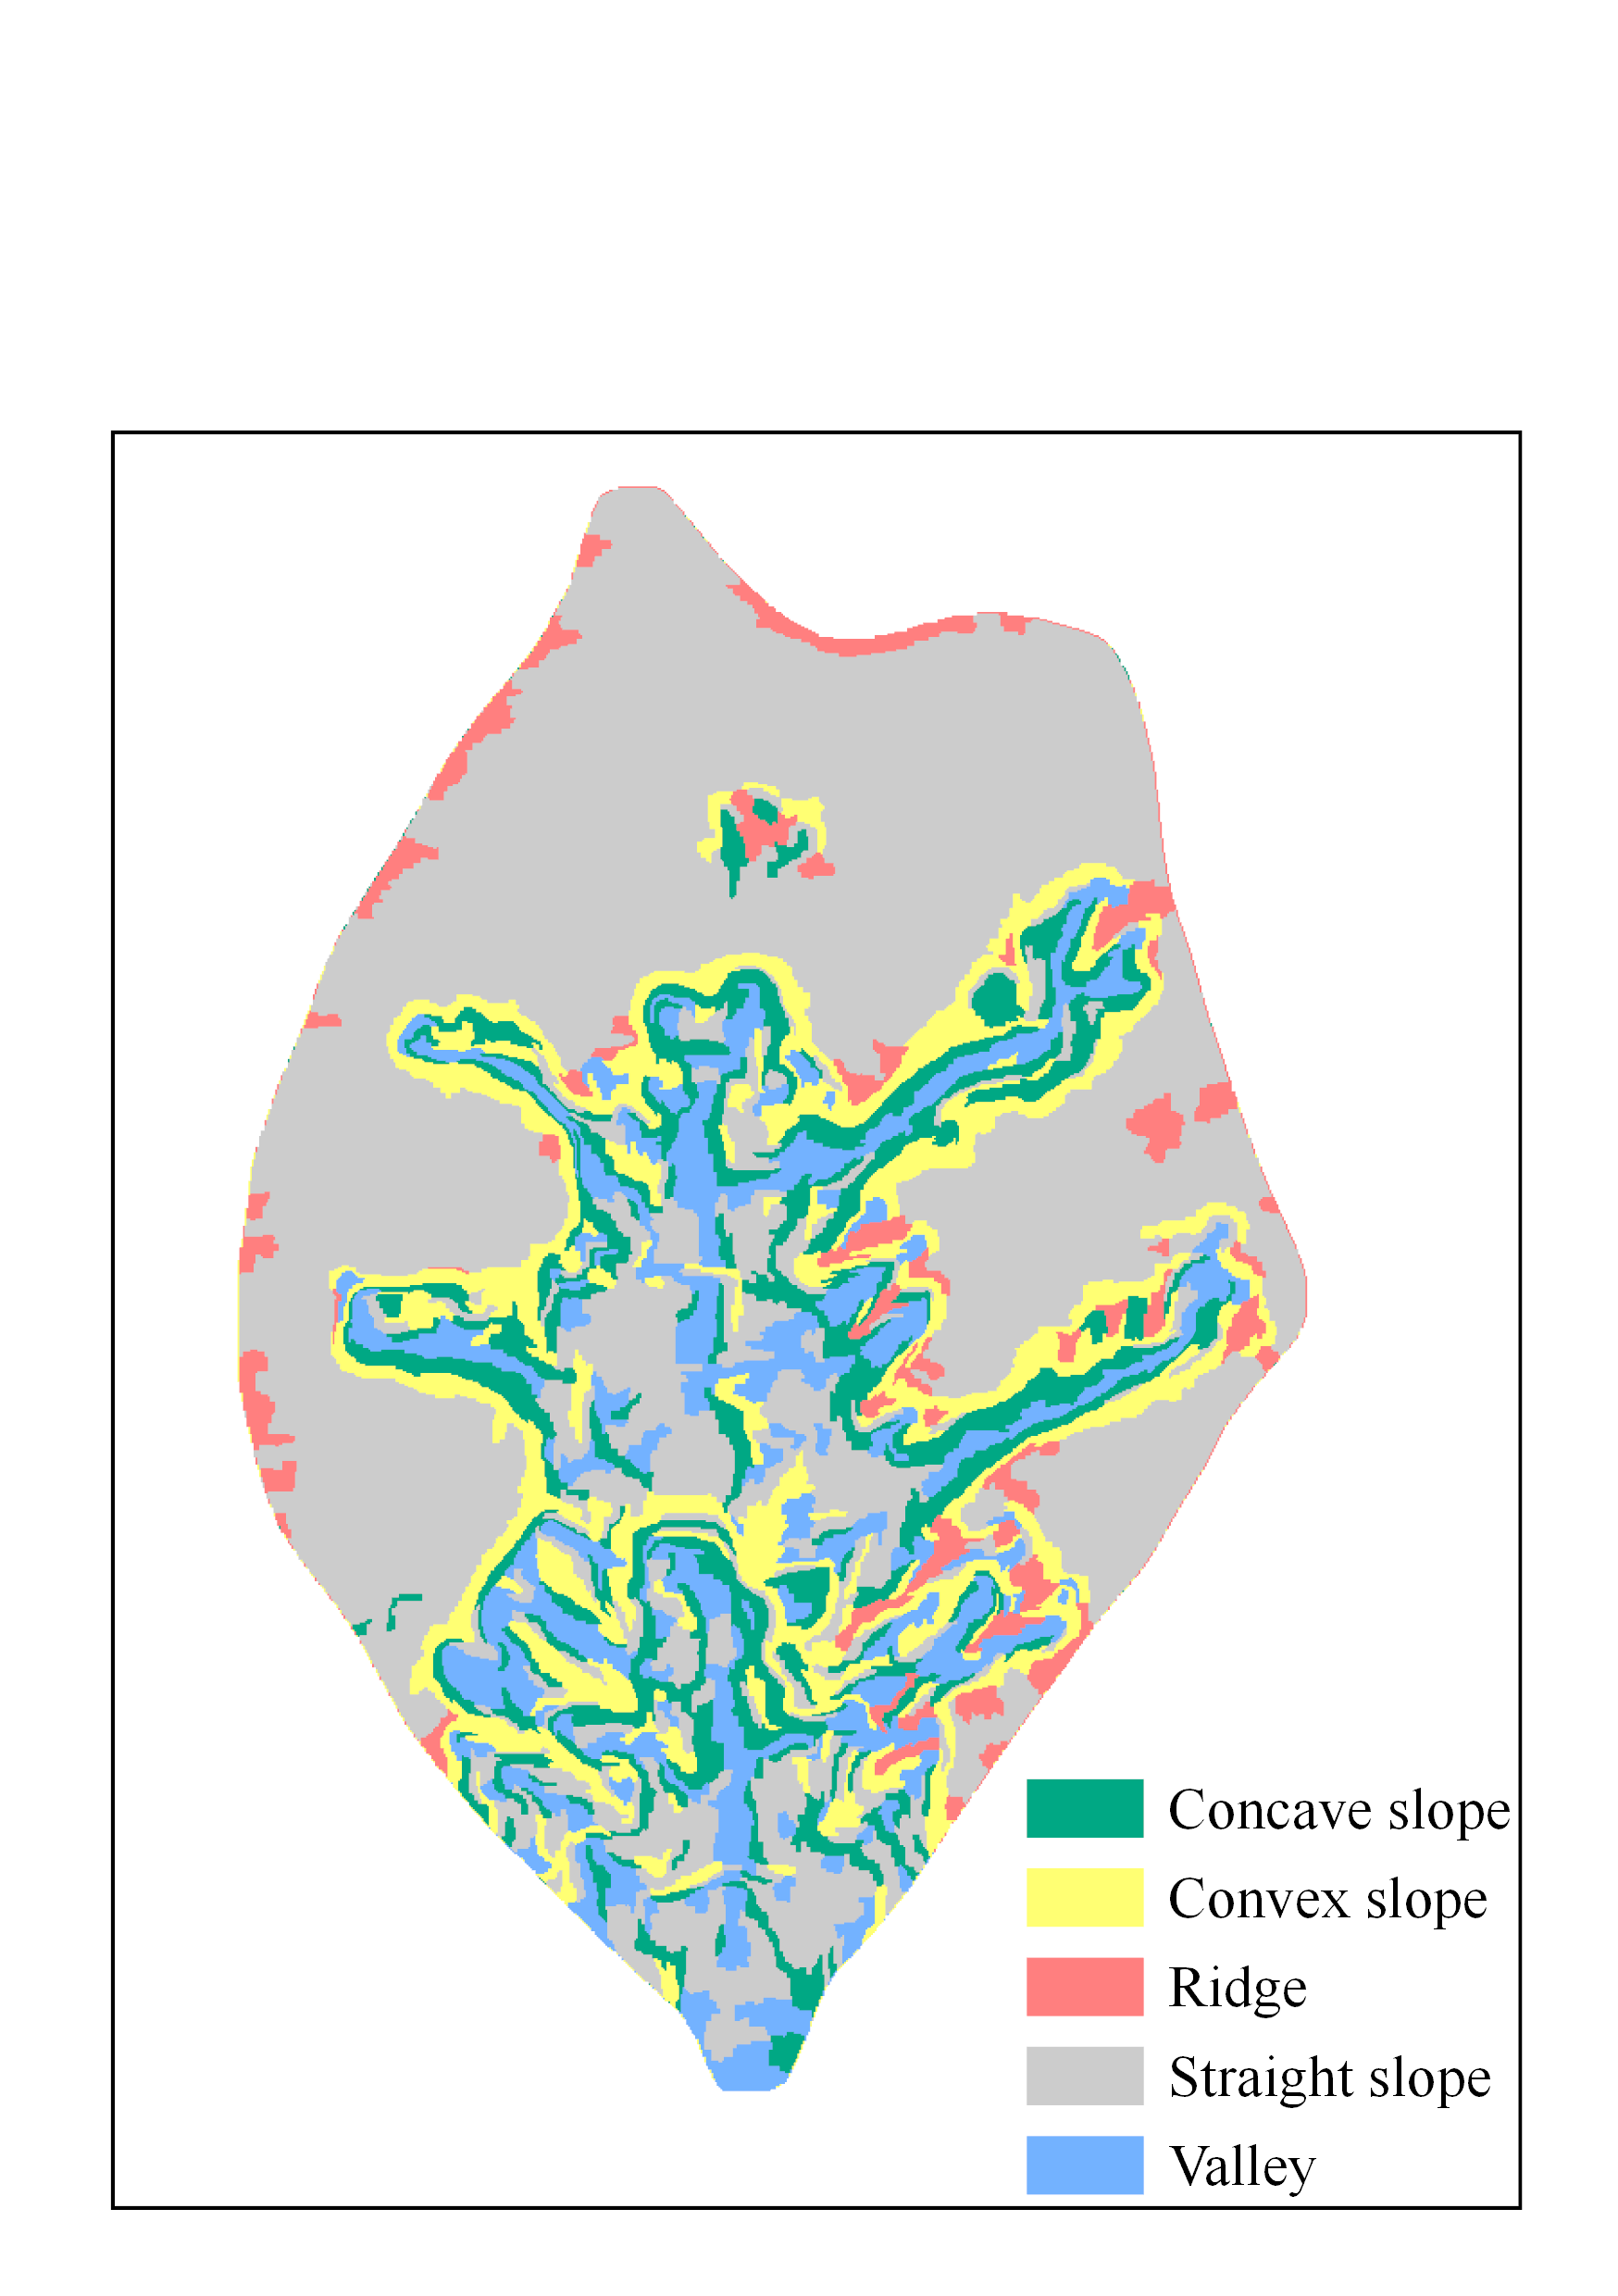 Concave slope
Convex slope
Ridge
Straight slope
Valley